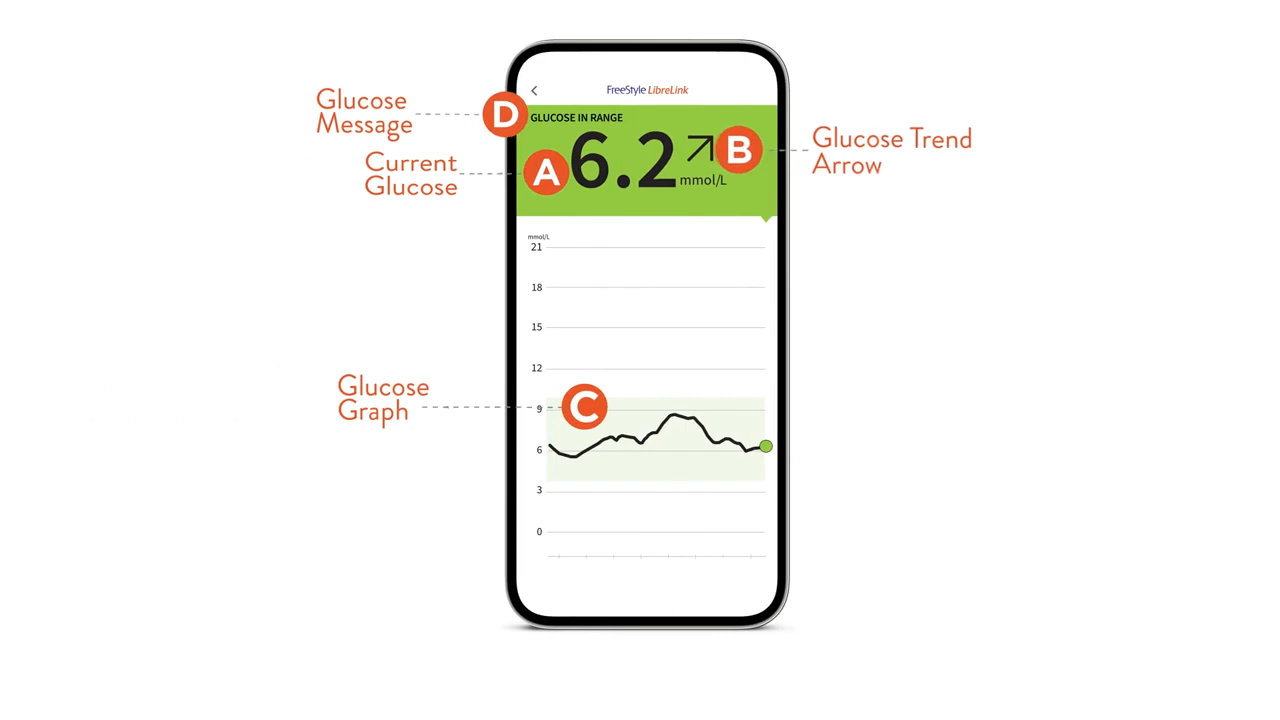 FreeStyle LibreLink
Glucose
Message
D
GLUCOSE IN RANGE
Current
Glucose
A
6.2
mmol/L
B
Glucose Trend
Arrow
mmol/L
21
18
15
12
Glucose
Graph
C
9
6
3
0